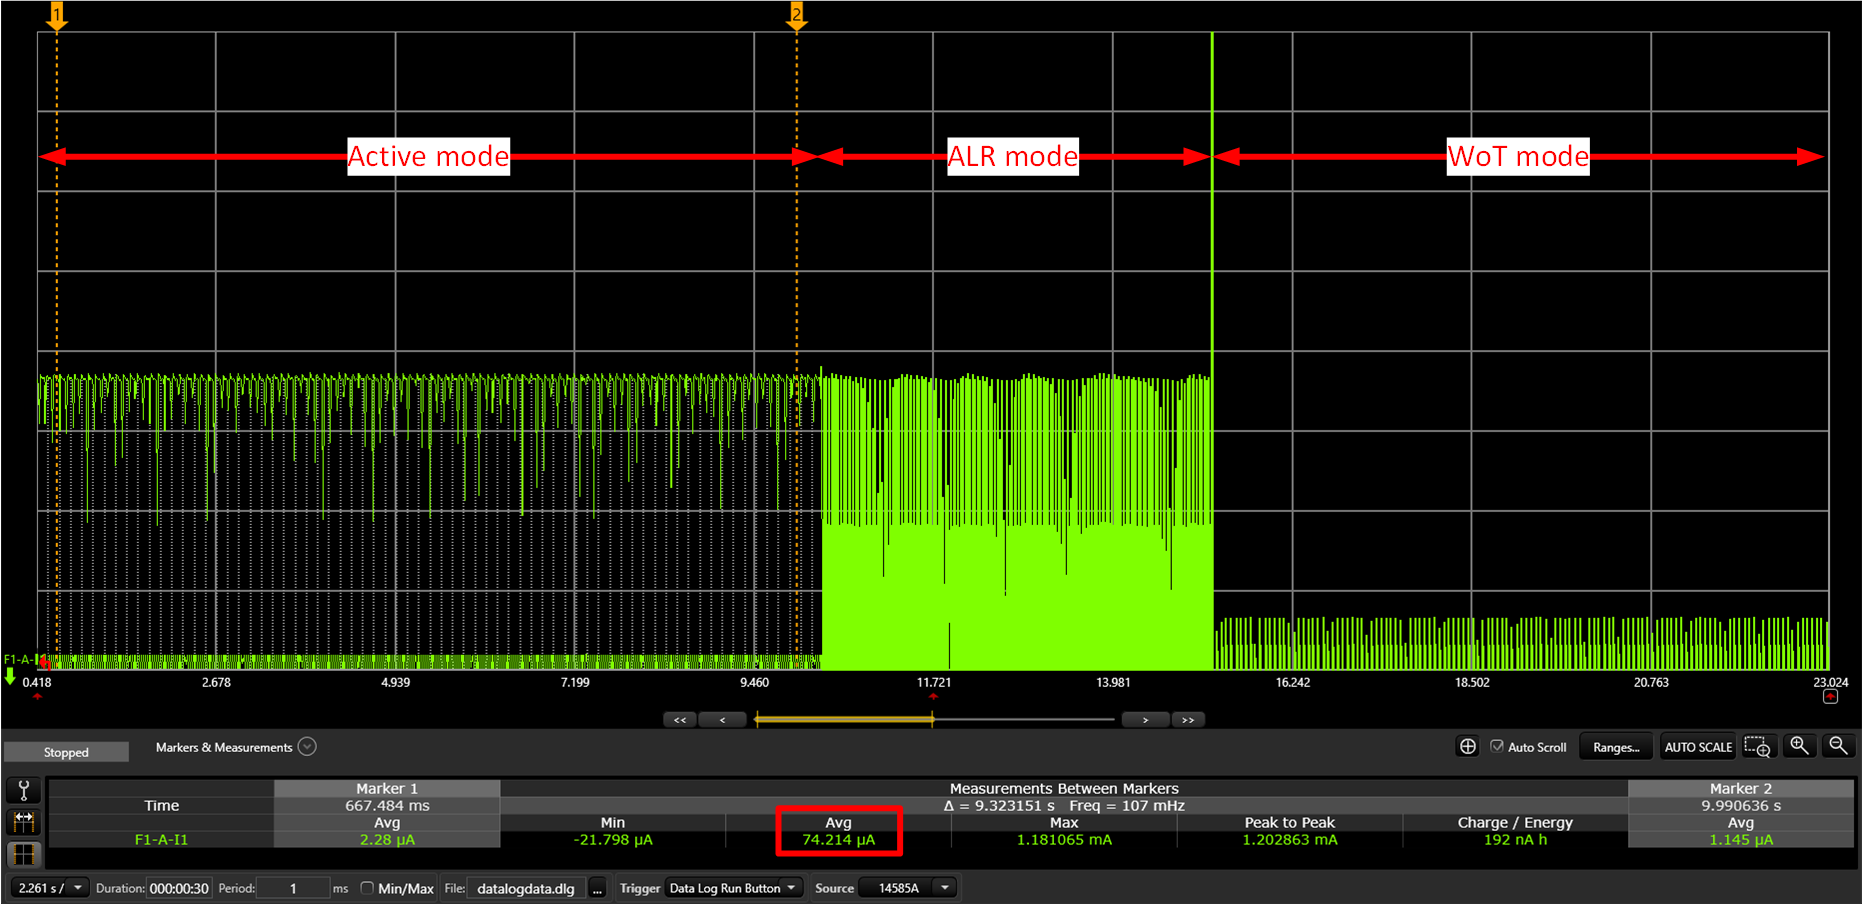 1 2
Active mode ALR mode WoT mode
F1-A-I
0.418 2.678 4.939 7.199 9.460 11.721 13.981 16.242 18.502 20.763 23.024
<< < > >>
Stopped Markers & Measurements Auto Scroll Ranges... AUTO SCALE
Marker 1 Measurements Between Markers Marker 2
Time 667.484 ms Δ = 9.323151 s Freq = 107 mHz 9.990636 s
Avg Min Avg Max Peak to Peak Charge / Energy Avg
F1-A-I1 2.28 µA -21.798 µA 74.214 µA 1.181065 mA 1.202863 mA 192 nA h 1.145 µA
2.261 s / Duration: 000:00:30 Period: 1 ms Min/Max File: datalogdata.dlg ... Trigger Data Log Run Button Source 14585A